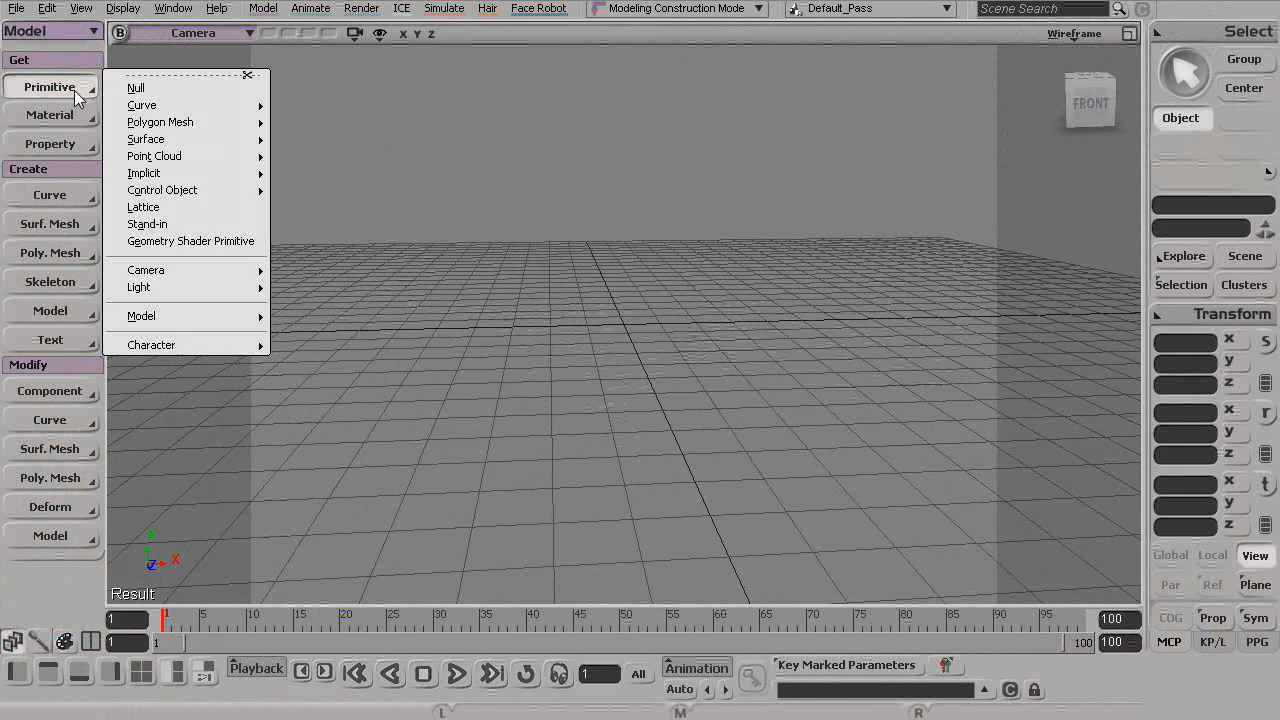 File Edit View Display Window Help Model Animate Render ICE Simulate Hair Face Robot Modeling Construction Mode Default_Pass Scene Search
Model
B Camera X Y Z Wireframe
Select
Get
Primitive
Material
Property
Create
Curve
Surf. Mesh
Poly. Mesh
Skeleton
Model
Text
Modify
Component
Curve
Surf. Mesh
Poly. Mesh
Deform
Model
Null
Curve
Polygon Mesh
Surface
Point Cloud
Implicit
Control Object
Lattice
Stand-in
Geometry Shader Primitive
Camera
Light
Model
Character
FRONT
Y
X
Z
Result
Group
Center
Object
Explore Scene
Selection Clusters
Transform
x s
y
z
x r
y
z
x t
y
z
Global Local View
Par Ref Plane
COG Prop Sym
MCP KP/L PPG
1 1 5 10 15 20 25 30 35 40 45 50 55 60 65 70 75 80 85 90 95 100
1 1 100 100
Playback 1 All Animation Key Marked Parameters
Auto
L M R